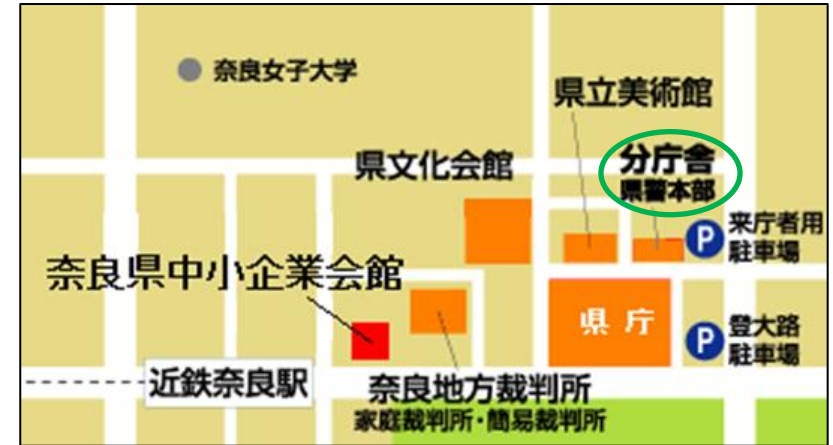 奈良女子大学
県立美術館
県文化会館
分庁舎
県警本部
P
来庁者用
駐車場
奈良県中小企業会館
県庁
P
登大路
駐車場
近鉄奈良駅
奈良地方裁判所
家庭裁判所・簡易裁判所